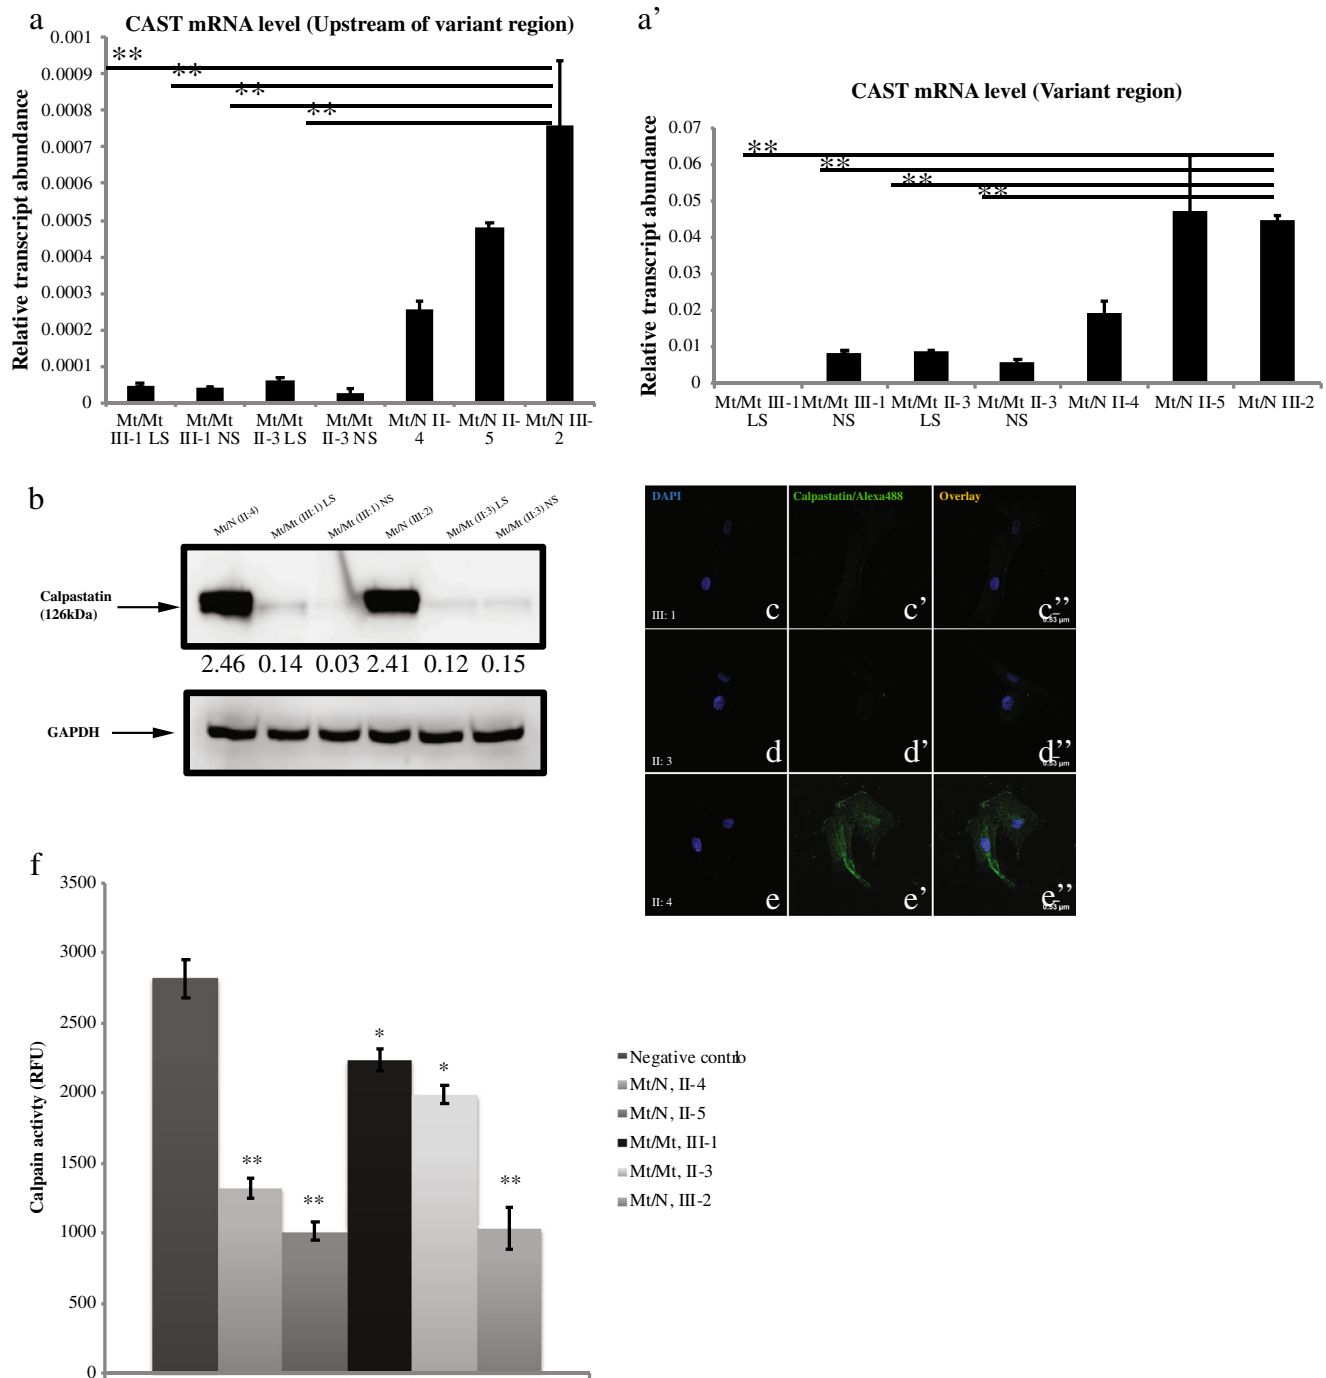 a
CAST mRNA level (Upstream of variant region)
Relative transcript abundance
0.001
0.0009
0.0008
0.0007
0.0006
0.0005
0.0004
0.0003
0.0002
0.0001
0
**
**
**
**
Mt/Mt III-1 LS
Mt/Mt III-1 NS
Mt/Mt II-3 LS
Mt/Mt II-3 NS
Mt/N II-4
Mt/N II-5
Mt/N III-2
a’
CAST mRNA level (Variant region)
Relative transcript abundance
0.07
0.06
0.05
0.04
0.03
0.02
0.01
0
**
**
**
**
Mt/Mt III-1 LS
Mt/Mt III-1 NS
Mt/Mt II-3 LS
Mt/Mt II-3 NS
Mt/N II-4
Mt/N II-5
Mt/N III-2
b
Mt/N (II:4)
Mt/Mt (III:1) LS
Mt/Mt (III:1) NS
Mt/N (III:2)
Mt/Mt (II:3) LS
Mt/Mt (II:3) NS
Calpastatin
(126kDa)
2.46 0.14 0.03 2.41 0.12 0.15
GAPDH
DAPI
Calpastatin/Alexa488
Overlay
III: 1
c
c’
c”
0.53 µm
II: 3
d
d’
d”
0.53 µm
II: 4
e
e’
e”
0.53 µm
f
Calpain activty (RFU)
3500
3000
2500
2000
1500
1000
500
0
**
**
*
*
**
Negative contrlo
Mt/N, II-4
Mt/N, II-5
Mt/Mt, III-1
Mt/Mt, II-3
Mt/N, III-2